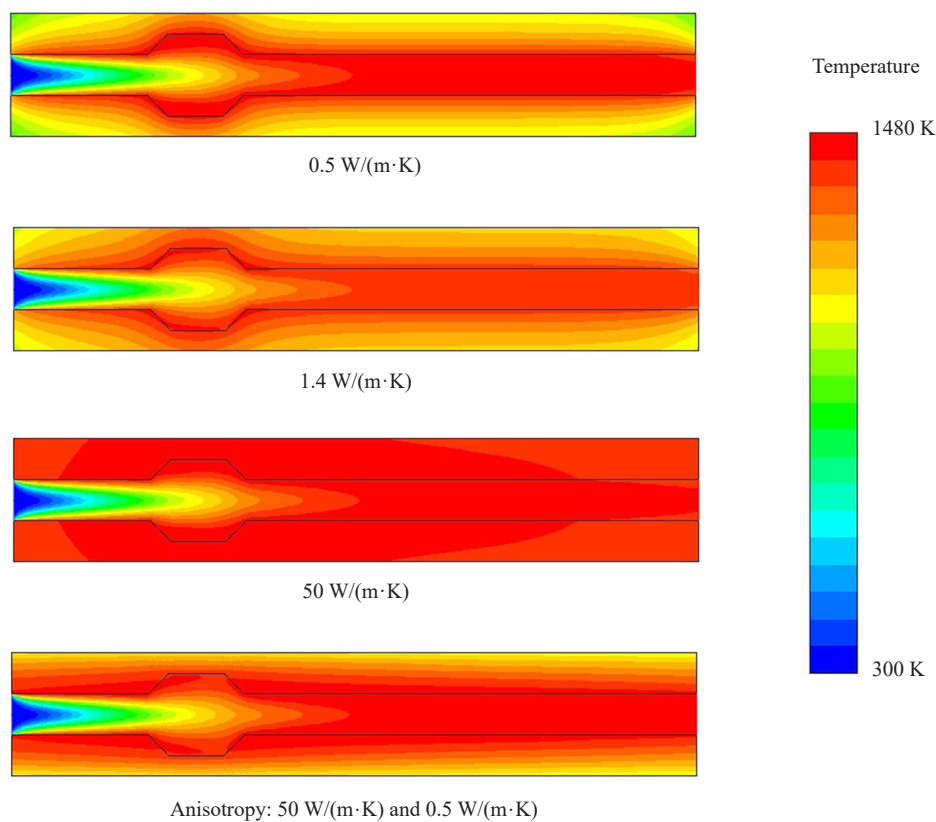 Temperature
1480 K
0.5 W/(m·K)
1.4 W/(m·K)
50 W/(m·K)
300 K
Anisotropy: 50 W/(m·K) and 0.5 W/(m·K)